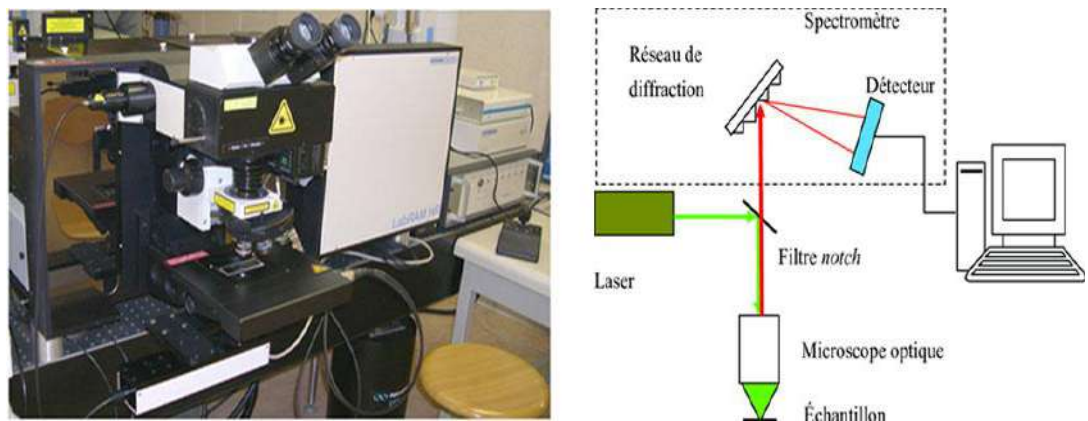 LabRAM HR
Spectromètre
Réseau de
diffraction
Détecteur
Filtre notch
Laser
Microscope optique
Échantillon